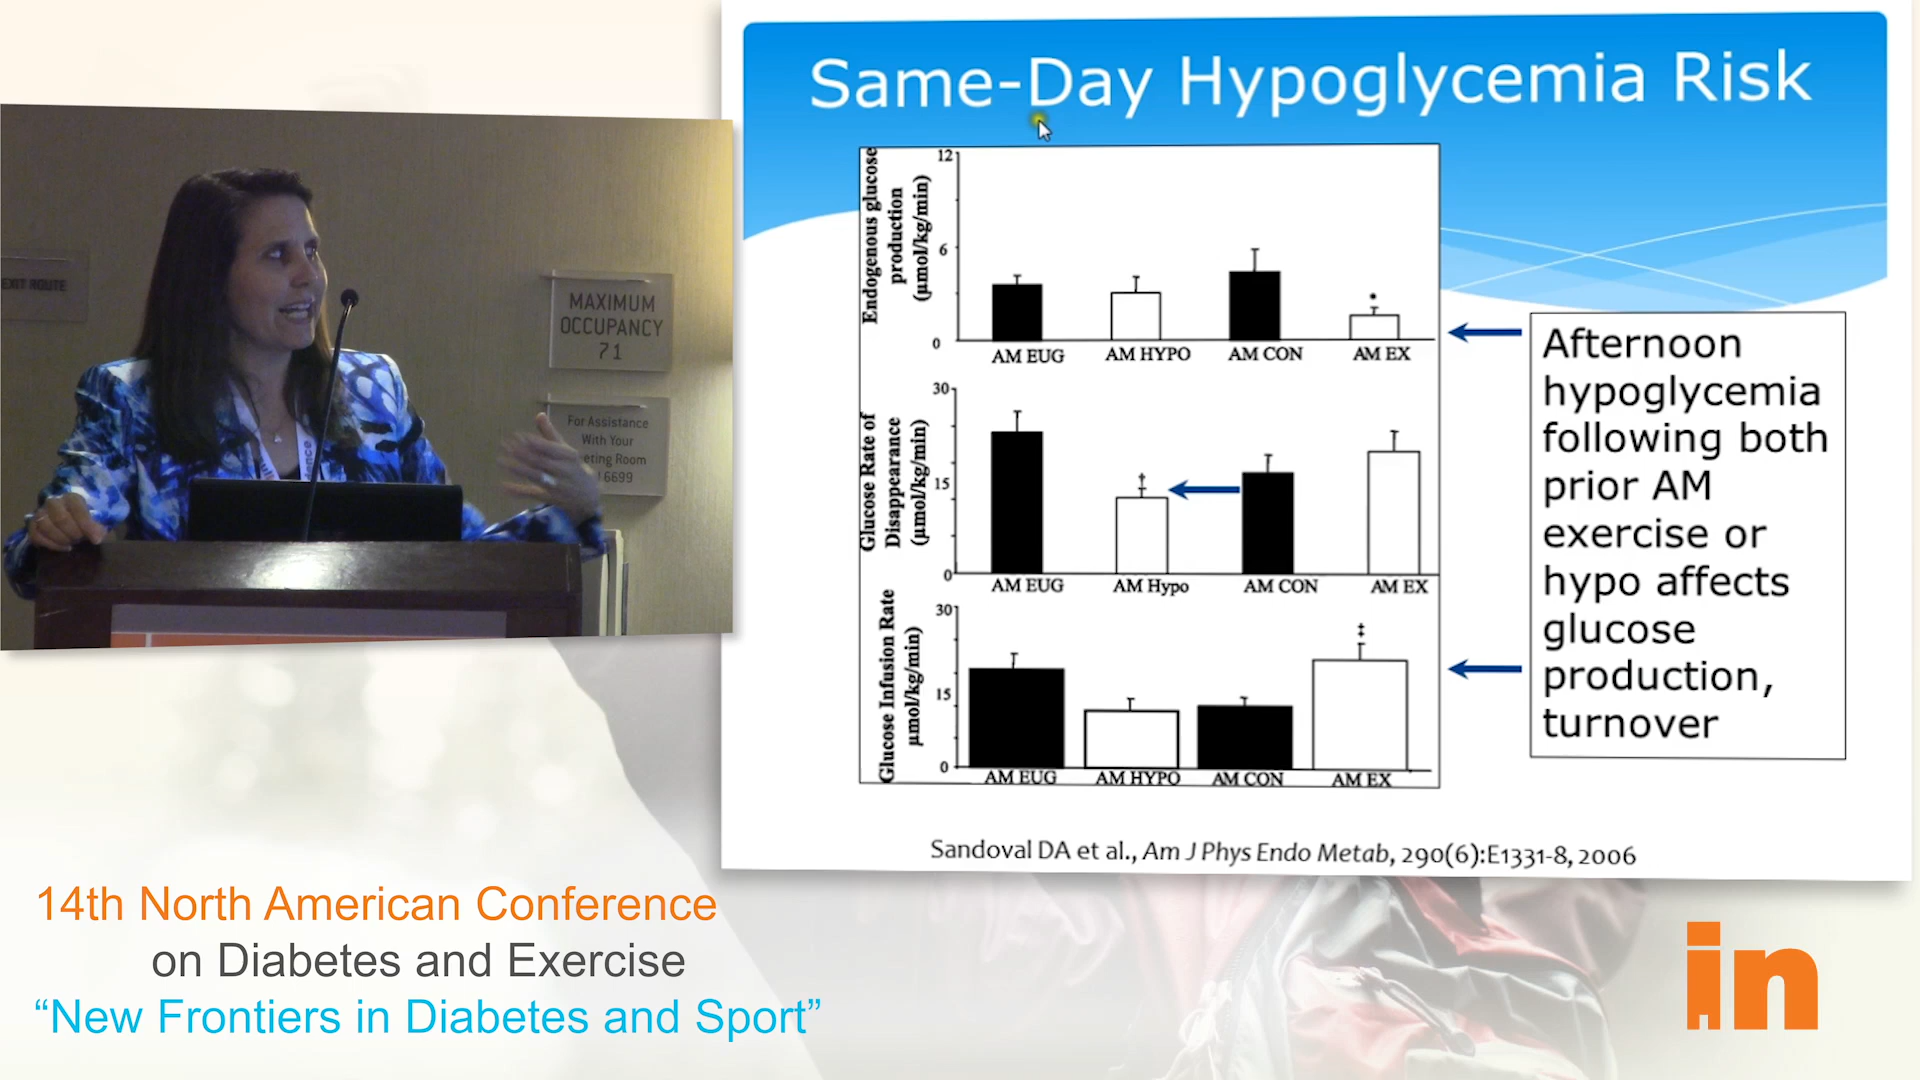 Same-Day Hypoglycemia Risk
EXIT ROUTE
MAXIMUM
OCCUPANCY
71
For Assistance
With Your
eting Room
6699
Endogenous glucose
production
(µmol/kg/min)
12
6
0
AM EUG
AM HYPO
AM CON
*
AM EX
Glucose Rate of
Disappearance
(µmol/kg/min)
30
15
0
AM EUG
†
AM Hypo
AM CON
AM EX
Glucose Infusion Rate
µmol/kg/min)
30
15
0
AM EUG
AM HYPO
AM CON
‡
AM EX
Afternoon
hypoglycemia
following both
prior AM
exercise or
hypo affects
glucose
production,
turnover
Sandoval DA et al., Am J Phys Endo Metab, 290(6):E1331-8, 2006
14th North American Conference
on Diabetes and Exercise
“New Frontiers in Diabetes and Sport”
in